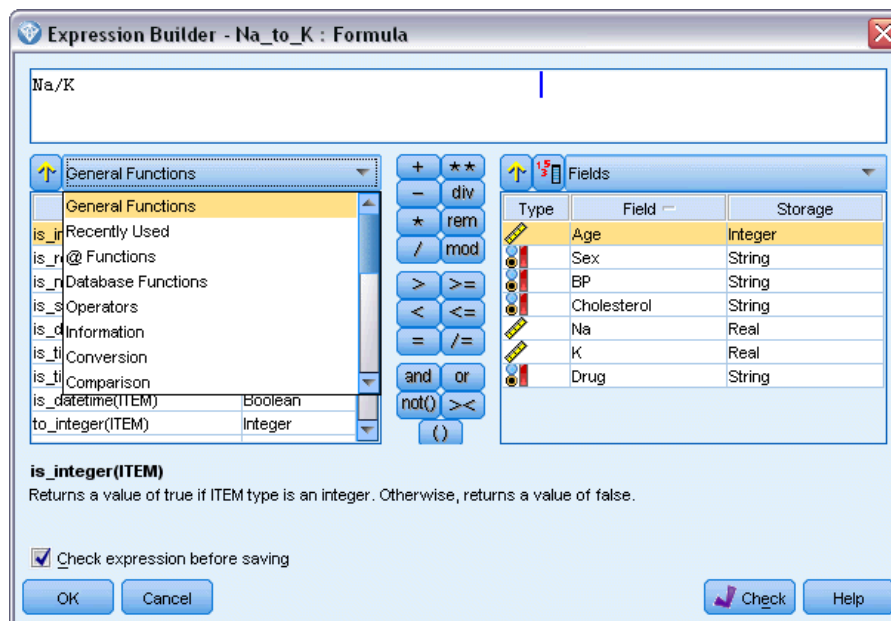 Expression Builder - Na_to_K : Formula
Na/K
General Functions
General Functions
Recently Used
@ Functions
Database Functions
Operators
Information
Conversion
Comparison
is_datetime(ITEM) Boolean
to_integer(ITEM) Integer
+ **
- div
* rem
/ mod
> >=
< <=
= /=
and or
not() ><
()
Fields
Type Field Storage
Age Integer
Sex String
BP String
Cholesterol String
Na Real
K Real
Drug String
is_integer(ITEM)
Returns a value of true if ITEM type is an integer. Otherwise, returns a value of false.
Check expression before saving
OK Cancel Check Help